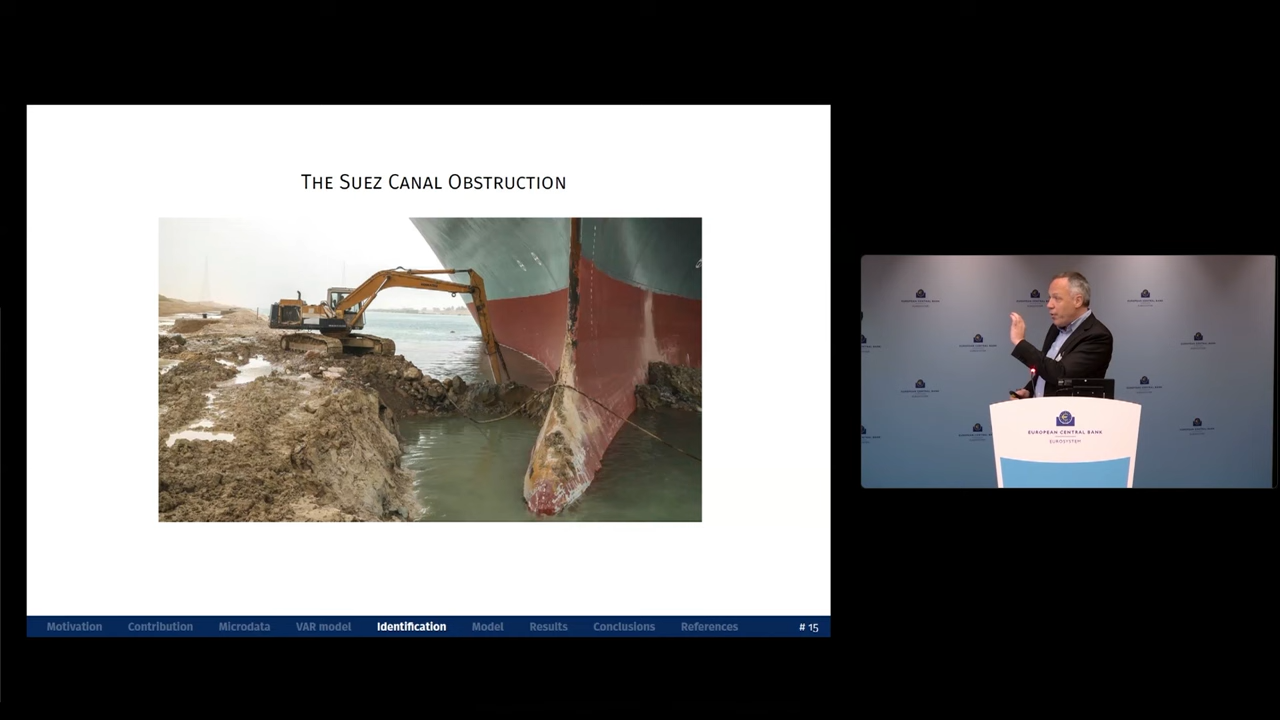 THE SUEZ CANAL OBSTRUCTION
Motivation Contribution Microdata VAR model Identification Model Results Conclusions References # 15
EUROPEAN CENTRAL BANK
EUROSYSTEM